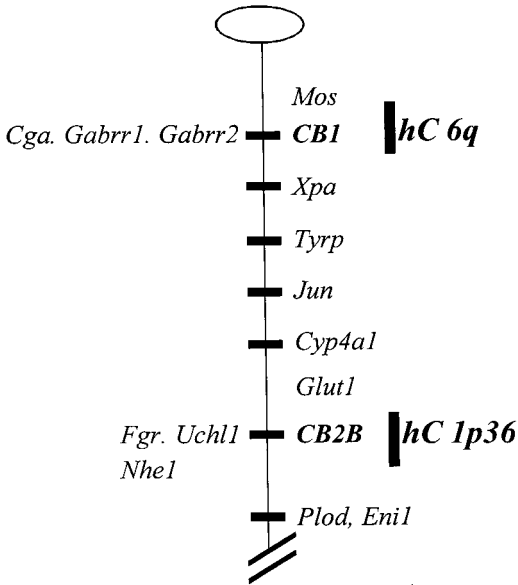 Mos
Cga. Gabrr1. Gabrr2 CB1 hC 6q
Xpa
Tyrp
Jun
Cyp4a1
Glut1
Fgr. Uchl1 CB2B hC 1p36
Nhe1
Plod, Eni1